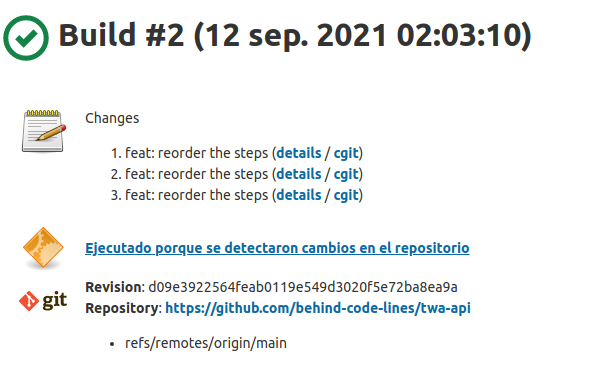 Build #2 (12 sep. 2021 02:03:10)
Changes
1. feat: reorder the steps (details / cgit)
2. feat: reorder the steps (details / cgit)
3. feat: reorder the steps (details / cgit)
Ejecutado porque se detectaron cambios en el repositorio
git
Revision: d09e3922564feab0119e549d3020f5e72ba8ea9a
Repository: https://github.com/behind-code-lines/twa-api
• refs/remotes/origin/main